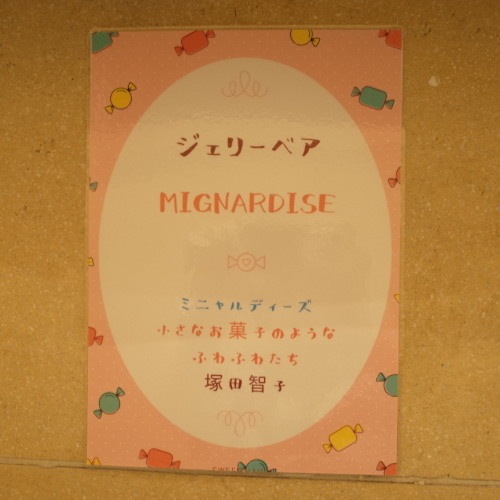 ジェリーベア
MIGNARDISE
ミニャルディーズ
小さなお菓子のような
ふわふわたち
塚田智子